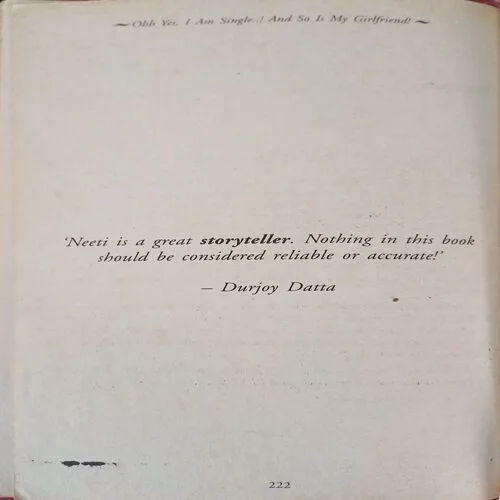 ~ Ohh Yes, I Am Single..! And So Is My Girlfriend! ~
'Neeti is a great storyteller. Nothing in this book
should be considered reliable or accurate!'
– Durjoy Datta
222